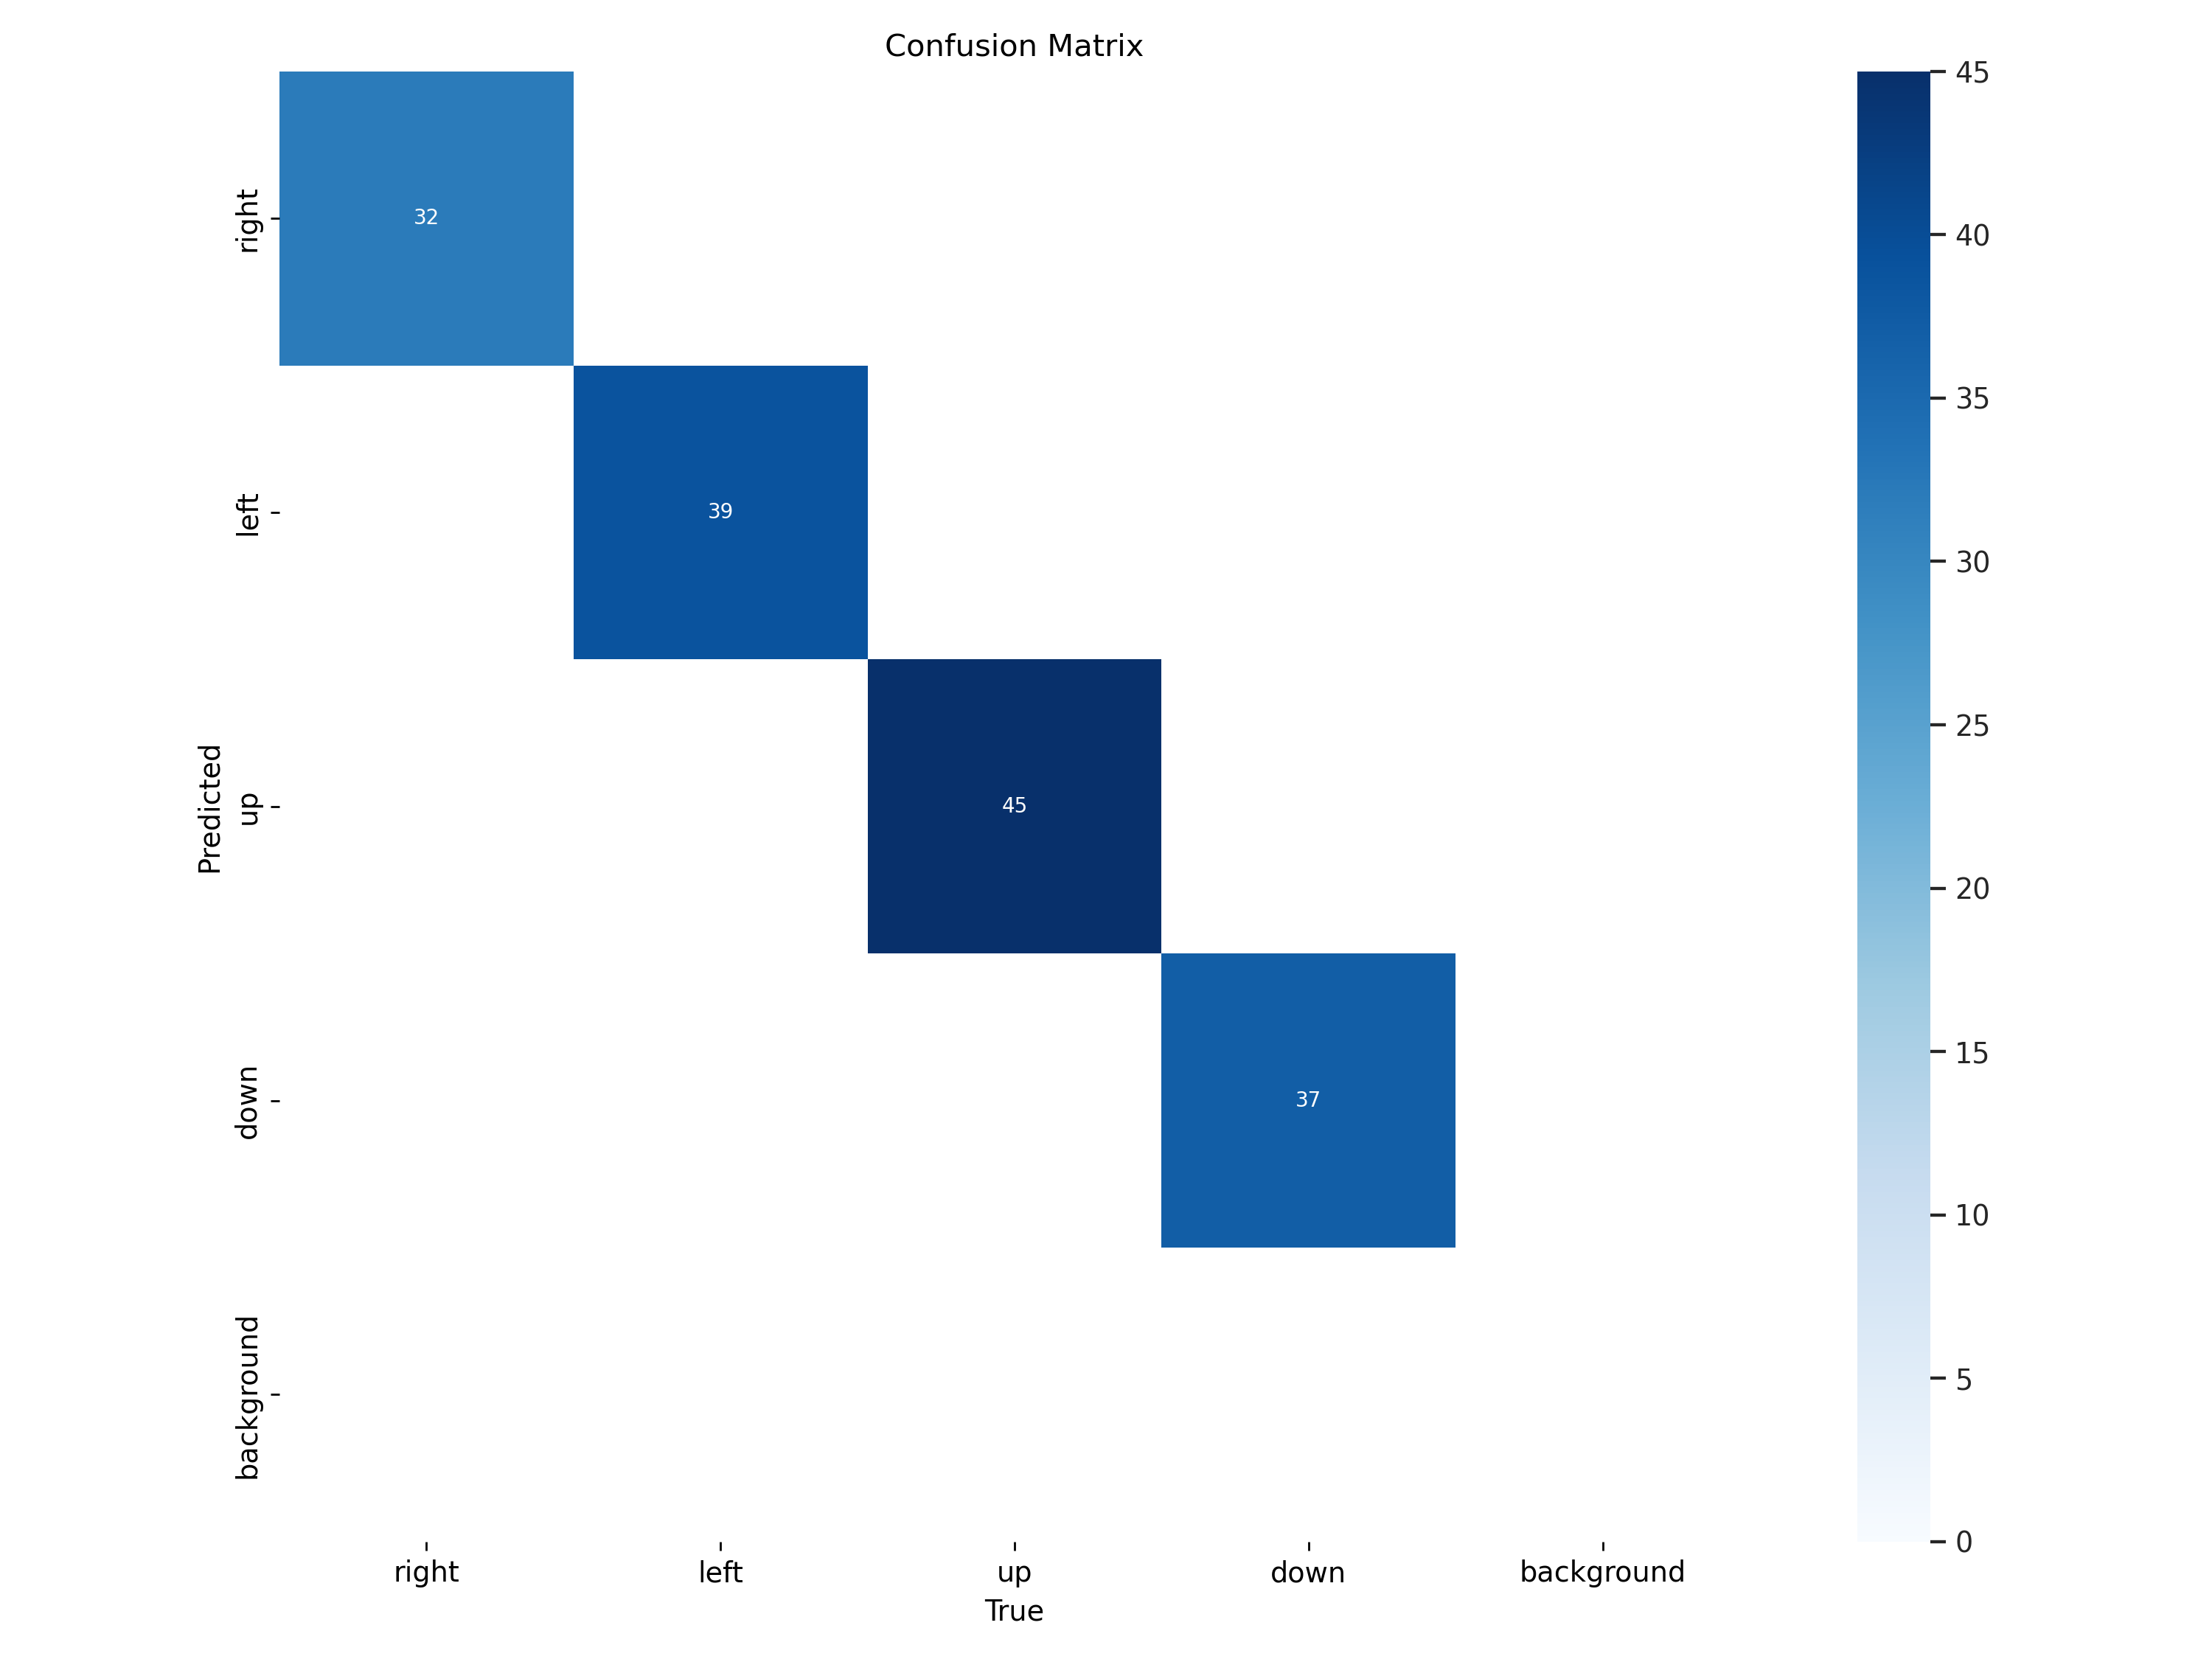 Confusion Matrix
45
40
35
30
25
20
15
10
5
0
Predicted
right
left
up
down
background
32
39
45
37
right left up down background
True